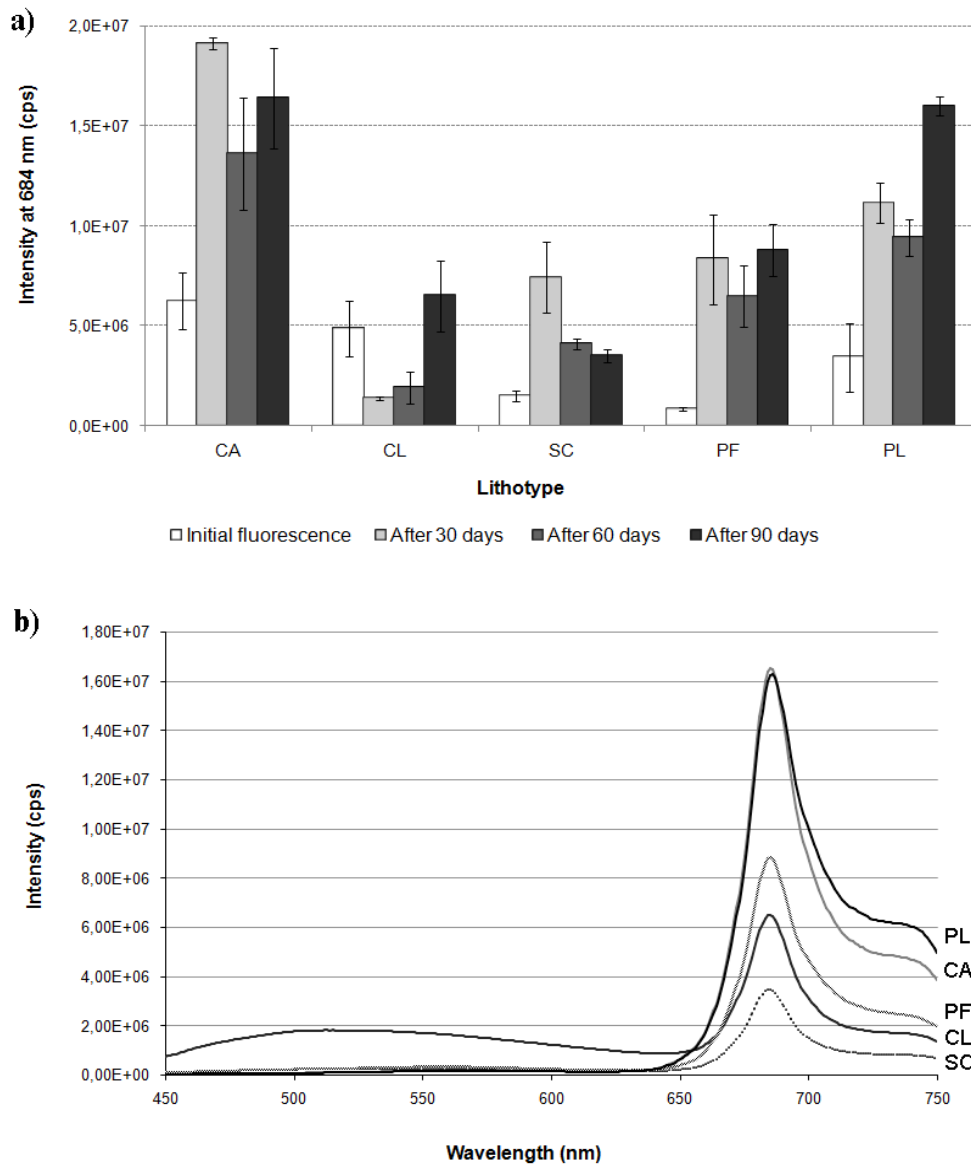 a)
Intensity at 684 nm (cps)
2,0E+07
1,5E+07
1,0E+07
5,0E+06
0,0E+00
CA CL SC PF PL
Lithotype
Initial fluorescence After 30 days After 60 days After 90 days
b)
Intensity (cps)
1,80E+07
1,60E+07
1,40E+07
1,20E+07
1,00E+07
8,00E+06
6,00E+06
4,00E+06
2,00E+06
0,00E+00
PL
CA
PF
CL
SC
450 500 550 600 650 700 750
Wavelength (nm)